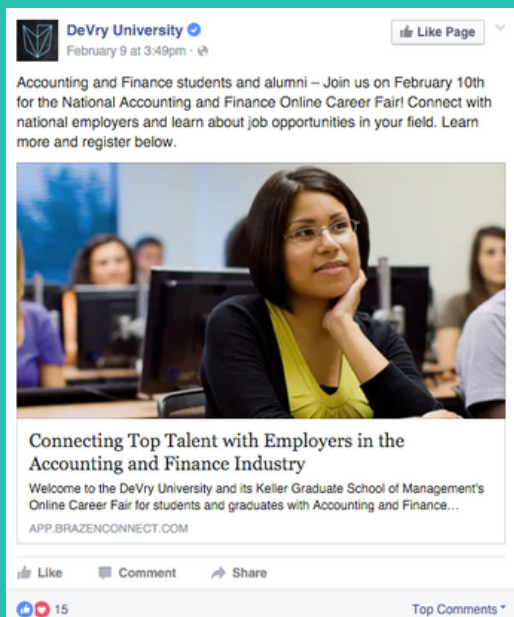 DeVry University
Like Page
February 9 at 3:49pm ·
Accounting and Finance students and alumni – Join us on February 10th
for the National Accounting and Finance Online Career Fair! Connect with
national employers and learn about job opportunities in your field. Learn
more and register below.
Connecting Top Talent with Employers in the
Accounting and Finance Industry
Welcome to the DeVry University and its Keller Graduate School of Management's
Online Career Fair for students and graduates with Accounting and Finance...
APP.BRAZENCONNECT.COM
Like Comment Share
15 Top Comments